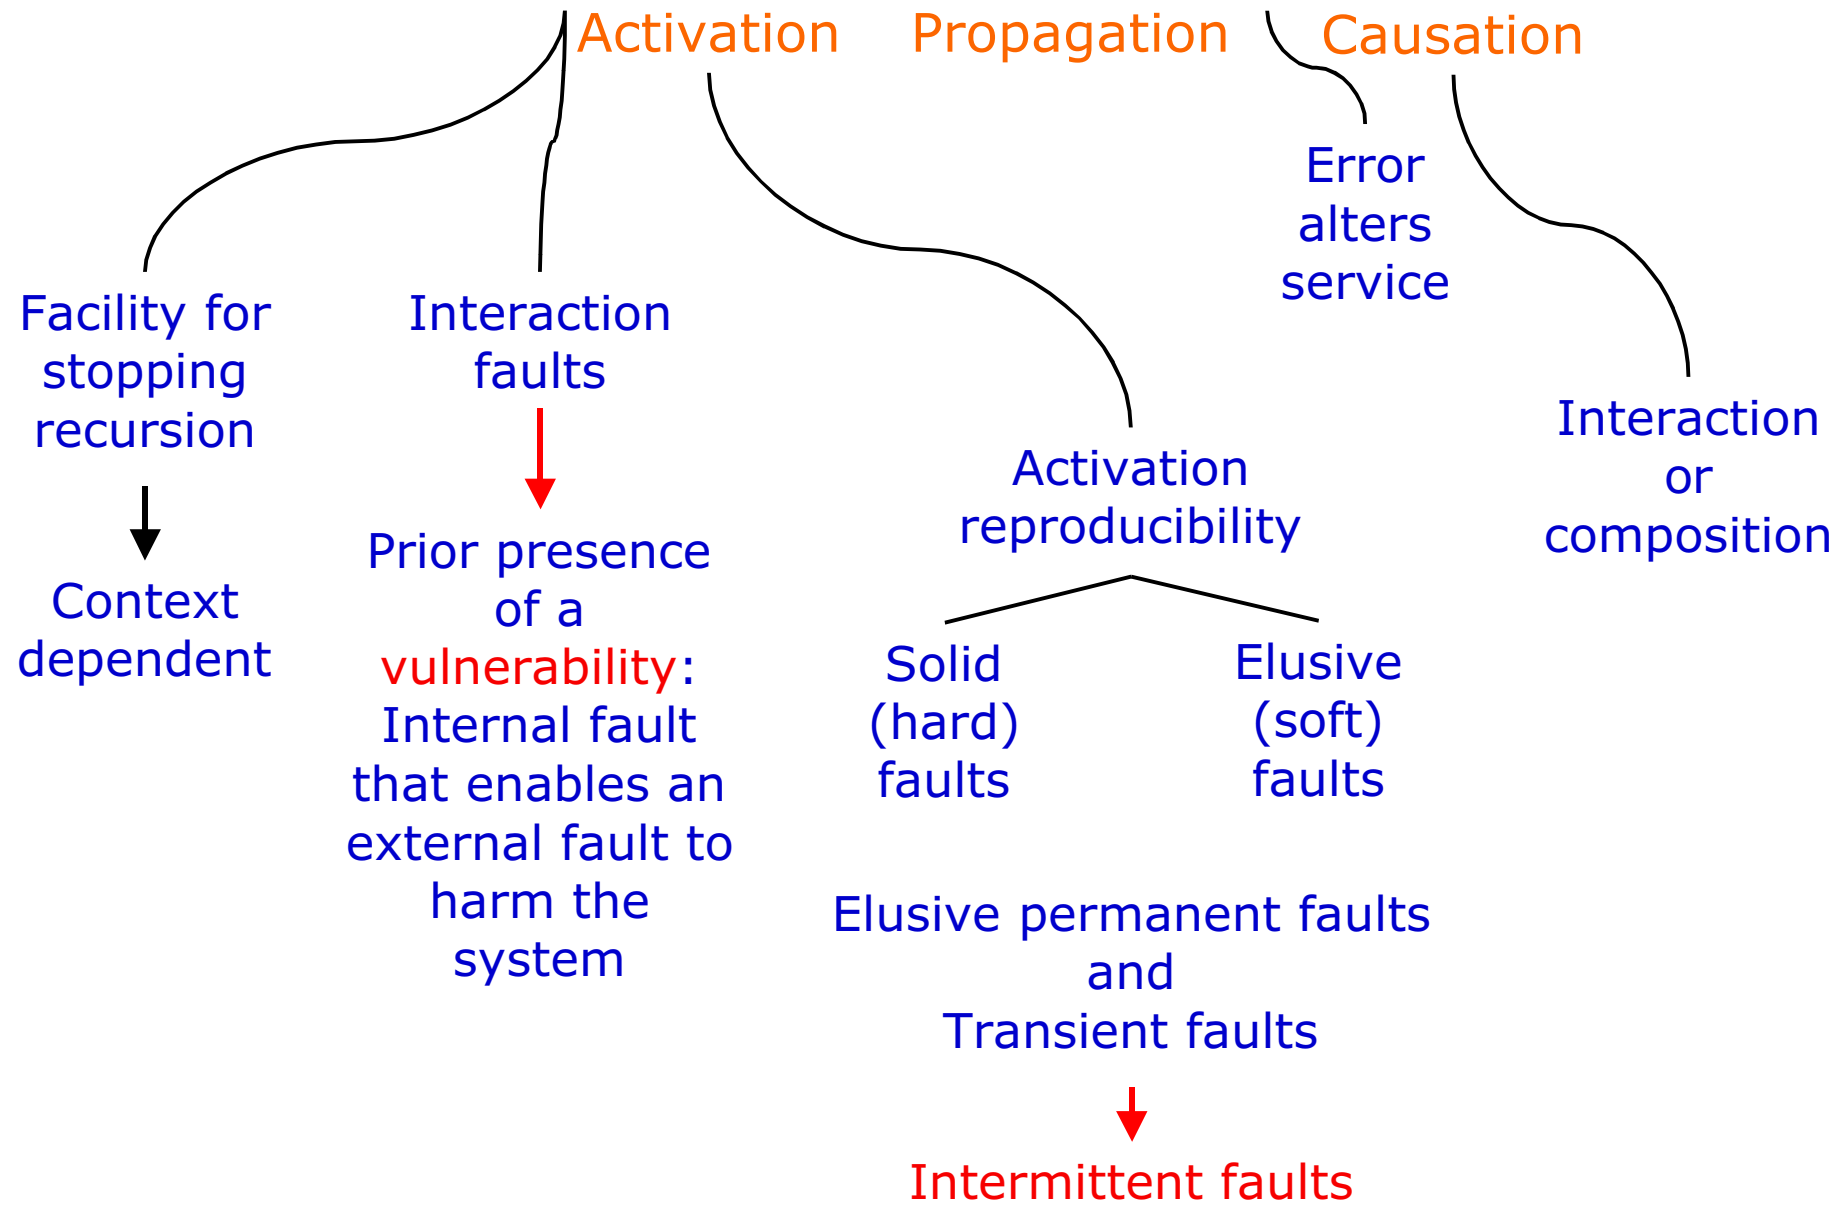 Activation
Propagation
Causation
Error
alters
service
Facility for
stopping
recursion
Context
dependent
Interaction
faults
Prior presence
of a
vulnerability:
Internal fault
that enables an
external fault to
harm the
system
Activation
reproducibility
Solid
(hard)
faults
Elusive
(soft)
faults
Elusive permanent faults
and
Transient faults
Intermittent faults
Interaction
or
composition